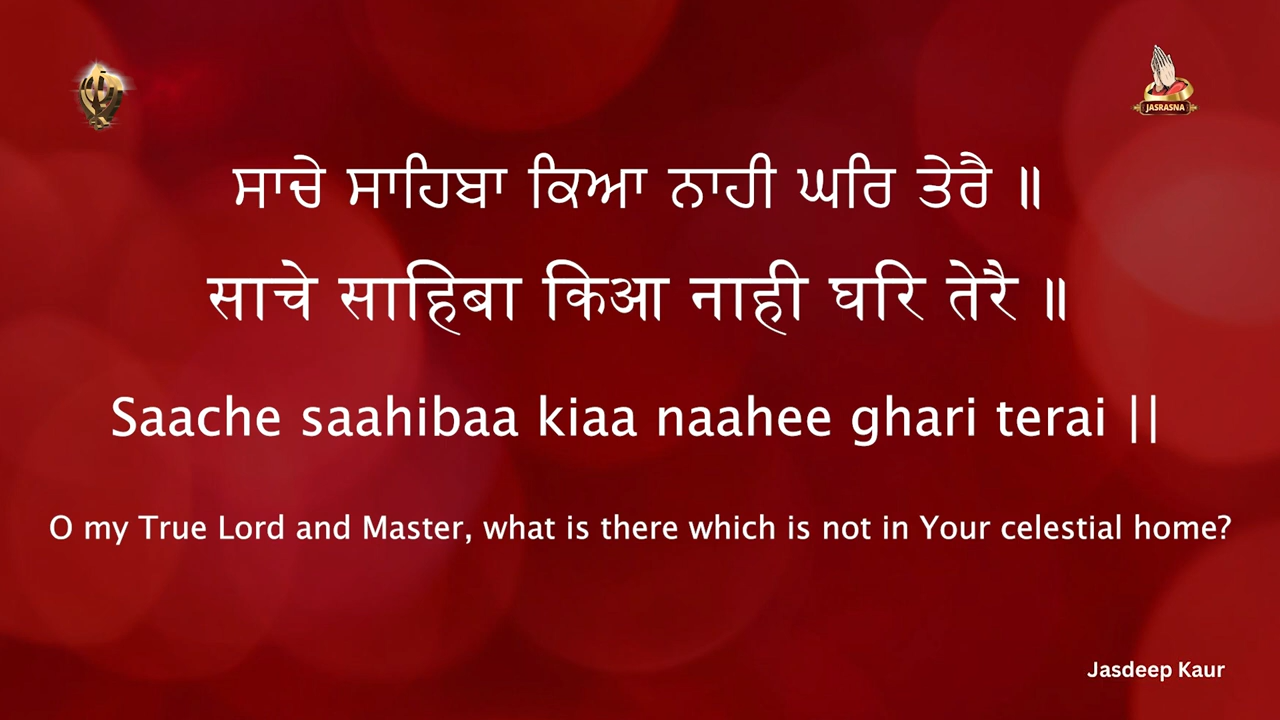 JASRASNA
ਸਾਚੇ ਸਾਹਿਬਾ ਕਿਆ ਨਾਹੀ ਘਰਿ ਤੇਰੈ ॥
साचे साहिबा किआ नाही घरि तेरै ॥
Saache saahibaa kiaa naahee ghari terai ||
O my True Lord and Master, what is there which is not in Your celestial home?
Jasdeep Kaur